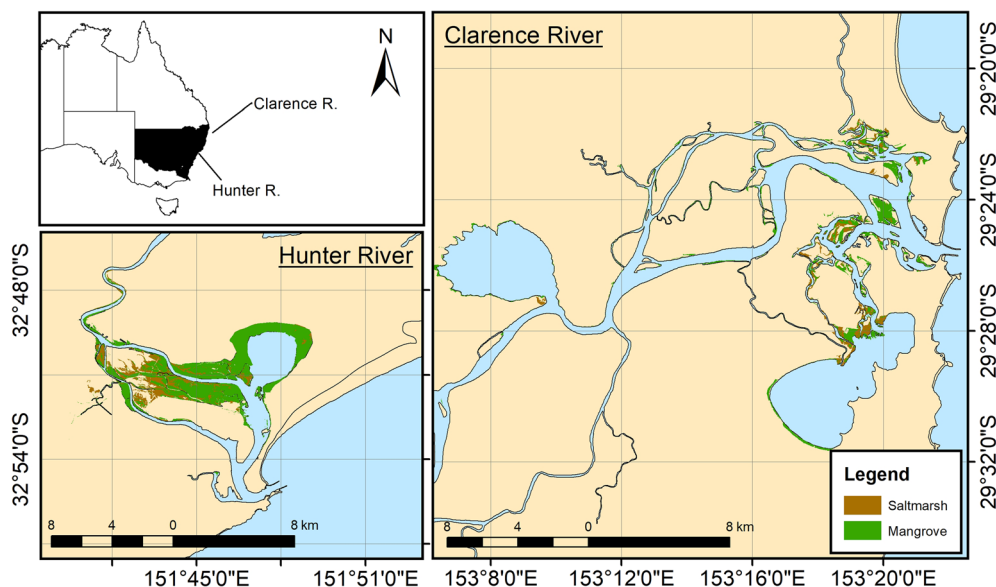 N
Clarence R.
Hunter R.
Clarence River
29°20'0"S
29°24'0"S
29°28'0"S
29°32'0"S
Hunter River
32°48'0"S
32°54'0"S
8 4 0 8 km
151°45'0"E 151°51'0"E
Legend
Saltmarsh
Mangrove
8 4 0 8 km
153°8'0"E 153°12'0"E 153°16'0"E 153°20'0"E